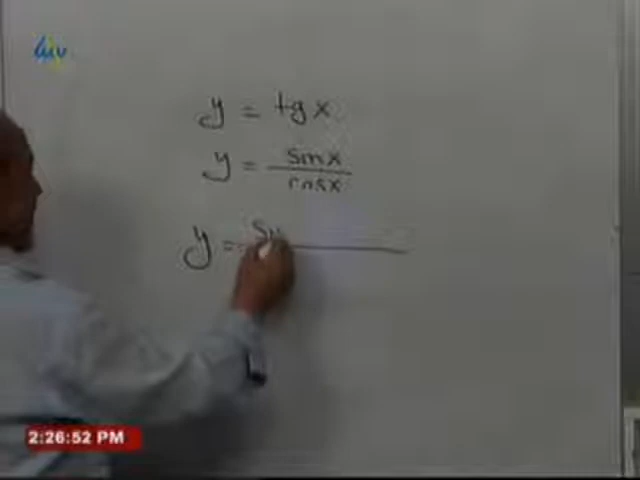 y = tg x
y = sin x / cos x
y =
2:26:52 PM